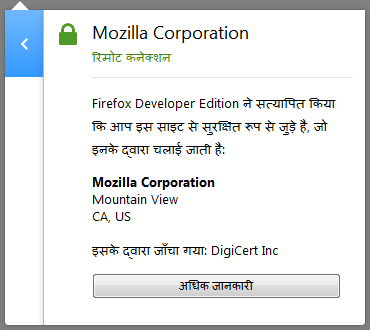 Mozilla Corporation
रिमोट कनेक्शन
Firefox Developer Edition ने सत्यापित किया
कि आप इस साइट से सुरक्षित रूप से जुड़े है, जो
इनके द्वारा चलाई जाती है:
Mozilla Corporation
Mountain View
CA, US
इसके द्वारा जाँचा गया: DigiCert Inc
अधिक जानकारी